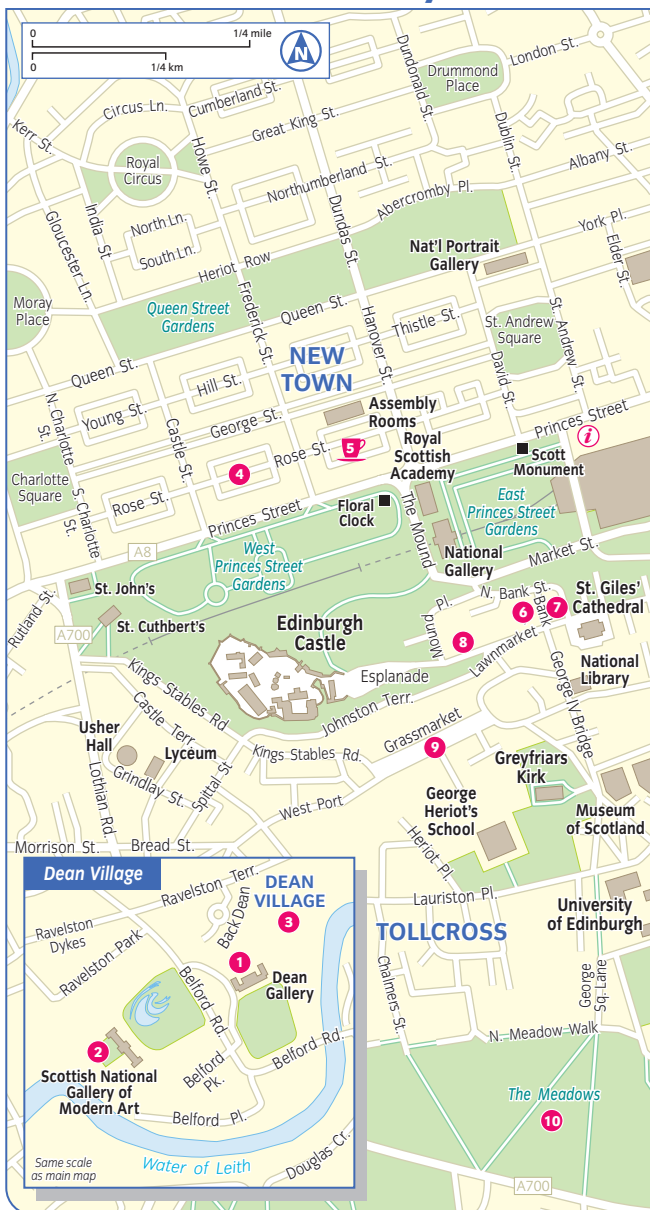 0
1/4 mile
0
1/4 km
N
London St.
Drummond
Place
Dundonald St.
Dublin St.
Cumberland St.
Circus Ln.
Great King St.
Kerr St.
Howe St.
Albany St.
Royal
Circus
Northumberland St.
Abercromby Pl.
India St.
Gloucester Ln.
North Ln.
South Ln.
Dundas St.
York Pl.
Elder St.
Nat'l Portrait
Gallery
Heriot Row
Moray
Place
Queen Street
Gardens
Frederick St.
Queen St.
Hanover St.
Thistle St.
St. Andrew
Square
St. Andrew St.
David St.
NEW
TOWN
Queen St.
Hill St.
Young St.
N. Charlotte
St.
Castle St.
George St.
Assembly
Rooms
Princes Street
i
Rose St.
5
Royal
Scottish
Academy
Scott
Monument
4
Charlotte
Square
S. Charlotte
St.
Rose St.
Princes Street
Floral
Clock
The Mound
East
Princes Street
Gardens
A8
West
Princes Street
Gardens
National
Gallery
Market St.
St. John's
N. Bank St.
Bank
St. Giles'
Cathedral
6
7
Rutland St.
A700
St. Cuthbert's
Edinburgh
Castle
Mound
Pl.
8
Lawnmarket
Esplanade
National
Library
Kings Stables Rd
Johnston Terr.
George IV Bridge
Castle Terr.
Grassmarket
9
Usher
Hall
Lyceum
Kings Stables Rd.
Greyfriars
Kirk
Lothian Rd.
Grindlay St.
Spittal St
West Port
George
Heriot's
School
Museum
of Scotland
Morrison St.
Bread St.
Heriot Pl.
Lauriston Pl.
University
of Edinburgh
TOLLCROSS
Chalmers St.
George
Sq. Lane
N. Meadow Walk
The Meadows
10
A700
Dean Village
Ravelston Terr.
DEAN
VILLAGE
Back Dean
3
Ravelston
Dykes
Ravelston Park
1
Dean
Gallery
Belford Rd.
2
Scottish National
Gallery of
Modern Art
Belford
Pk.
Belford Rd.
Belford Pl.
Water of Leith
Douglas Cr.
Same scale
as main map